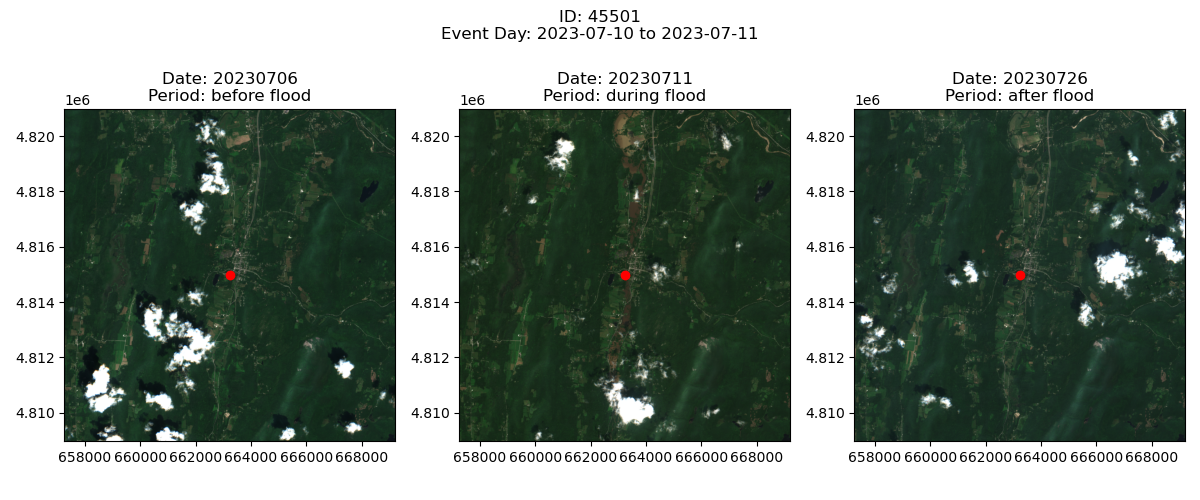 ID: 45501
Event Day: 2023-07-10 to 2023-07-11
Date: 20230706
Period: before flood
Date: 20230711
Period: during flood
Date: 20230726
Period: after flood
1e6
1e6
1e6
4.820
4.818
4.816
4.814
4.812
4.810
4.820
4.818
4.816
4.814
4.812
4.810
4.820
4.818
4.816
4.814
4.812
4.810
658000 660000 662000 664000 666000 668000
658000 660000 662000 664000 666000 668000
658000 660000 662000 664000 666000 668000